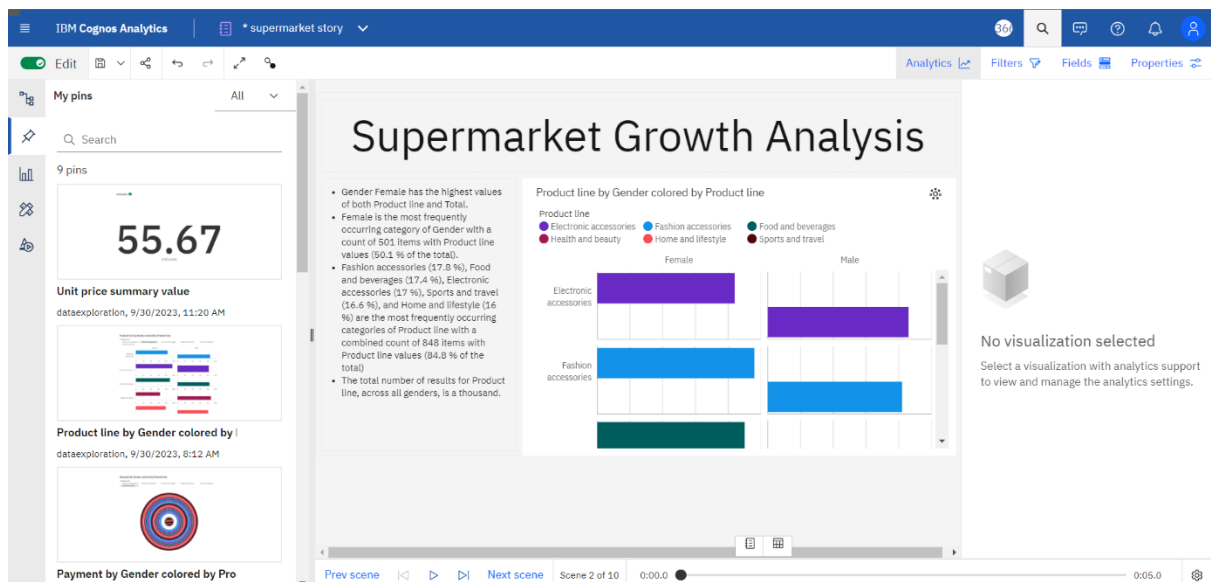 IBM Cognos Analytics
* supermarket story
Edit
Analytics
Filters
Fields
Properties
My pins
All
Search
9 pins
55.67
Unit price summary value
dataexploration, 9/30/2023, 11:20 AM
Product line by Gender colored by
dataexploration, 9/30/2023, 8:12 AM
Payment by Gender colored by Pro
Supermarket Growth Analysis
• Gender Female has the highest values
of both Product line and Total.
• Female is the most frequently
occurring category of Gender with a
count of 501 items with Product line
values (50.1 % of the total).
• Fashion accessories (17.8 %), Food
and beverages (17.4 %), Electronic
accessories (17 %), Sports and travel
(16.6 %), and Home and lifestyle (16
%) are the most frequently occurring
categories of Product line with a
combined count of 848 items with
Product line values (84.8 % of the
total)
• The total number of results for Product
line, across all genders, is a thousand.
Product line by Gender colored by Product line
Product line
Electronic accessories
Fashion accessories
Food and beverages
Health and beauty
Home and lifestyle
Sports and travel
Female
Male
Electronic
accessories
Fashion
accessories
No visualization selected
Select a visualization with analytics support
to view and manage the analytics settings.
Prev scene
Next scene
Scene 2 of 10
0:00.0
0:05.0